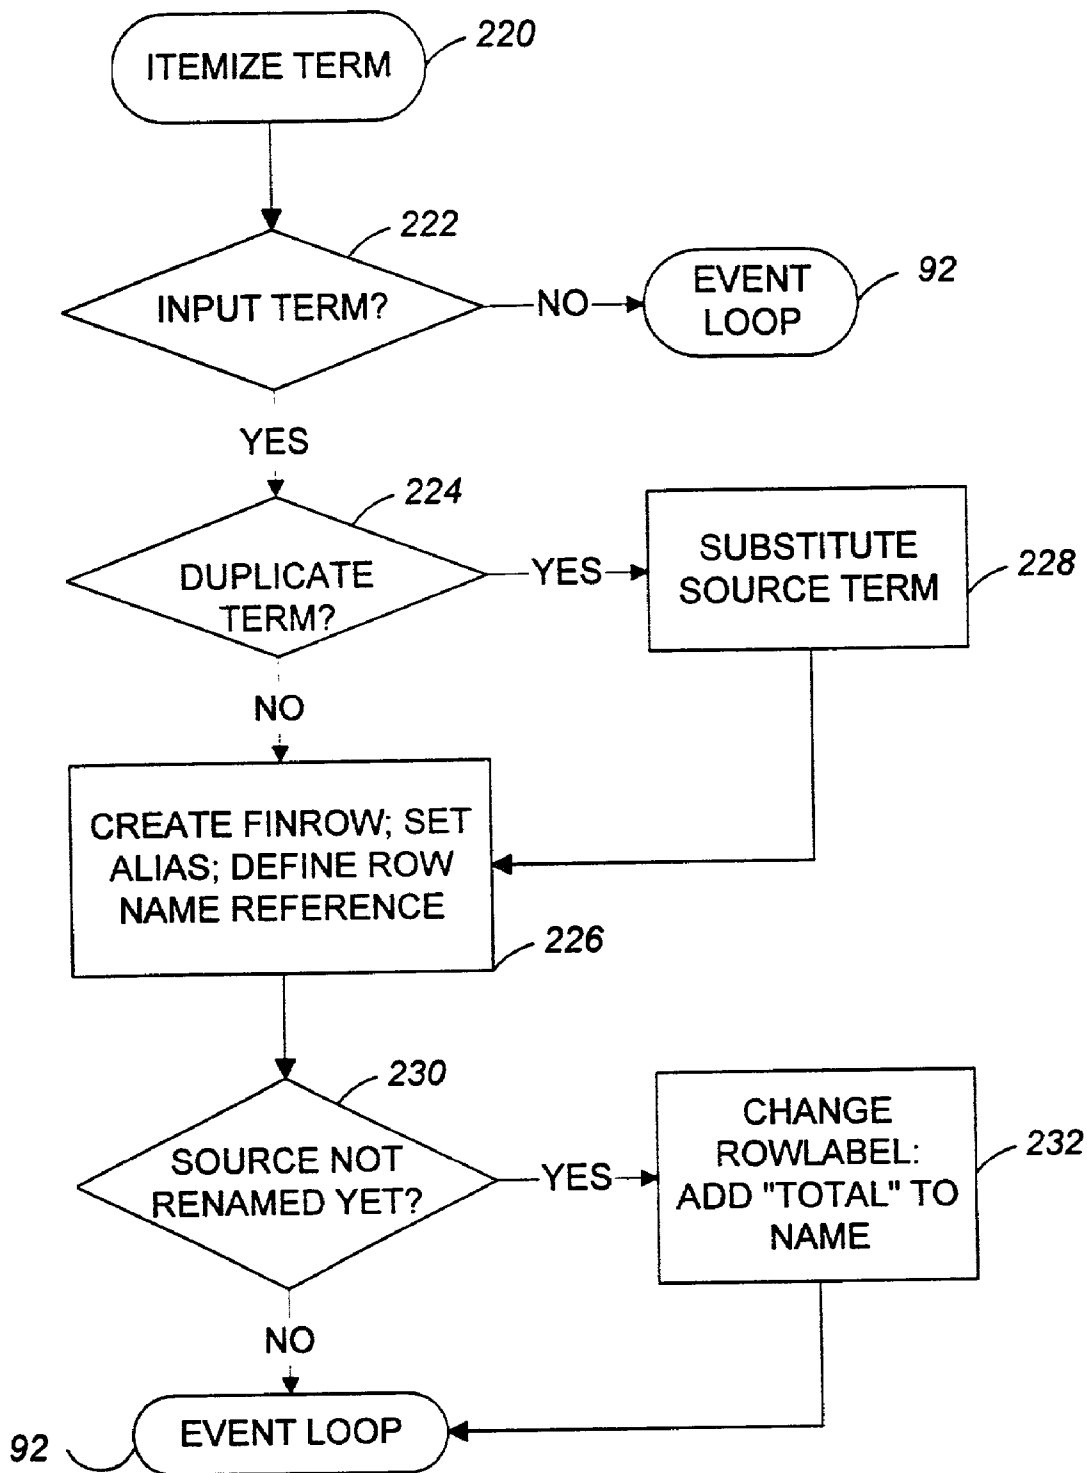 ITEMIZE TERM
220
222
INPUT TERM?
NO
EVENT
LOOP
92
YES
224
DUPLICATE
TERM?
YES
SUBSTITUTE
SOURCE TERM
228
NO
CREATE FINROW; SET
ALIAS; DEFINE ROW
NAME REFERENCE
226
230
SOURCE NOT
RENAMED YET?
YES
CHANGE
ROWLABEL:
ADD "TOTAL" TO
NAME
232
NO
EVENT LOOP
92